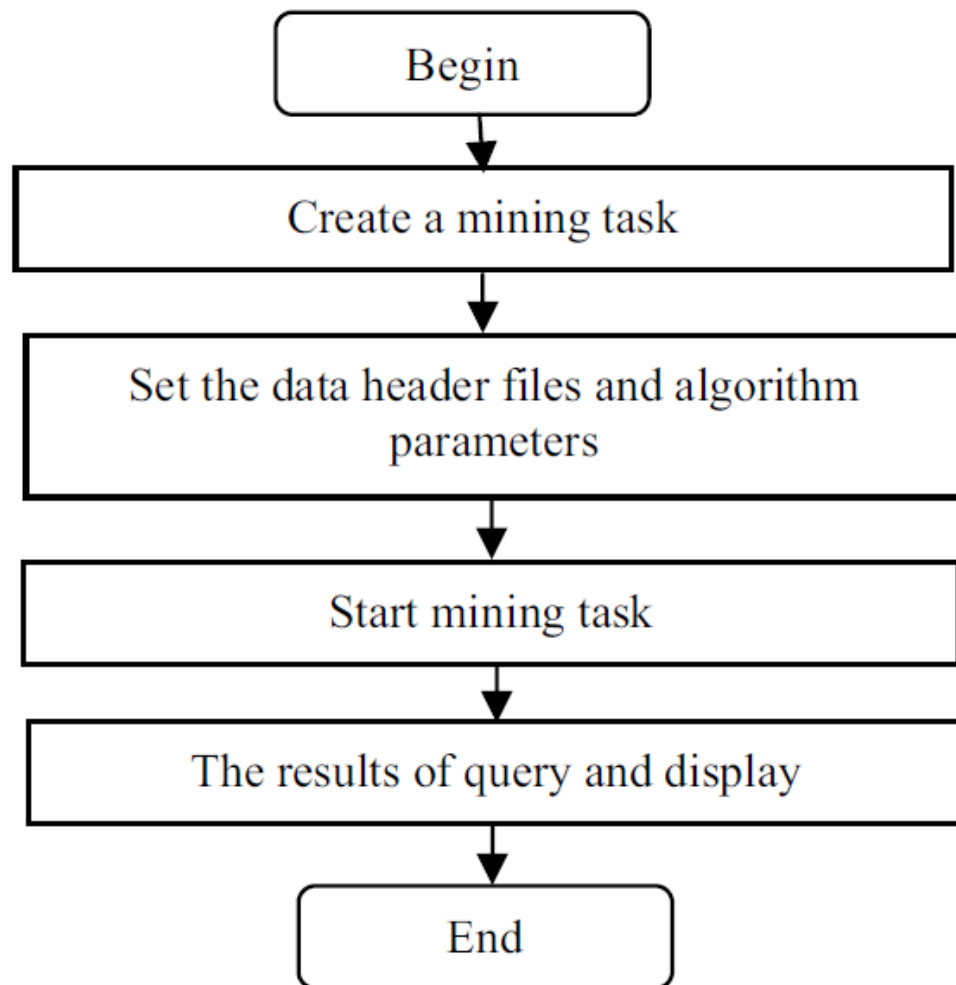 Begin
Create a mining task
Set the data header files and algorithm
parameters
Start mining task
The results of query and display
End